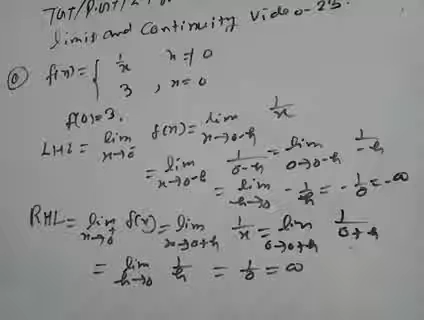 limit and Continuity Video-23.
f(x) = { 1/x x ≠ 0
3 , x = 0
f(0) = 3.
LHL = lim x→0⁻ f(x) = lim x→0-h 1/x
= lim x→0-h 1/0-h = lim 0→0-h 1/-h
= lim h→0 - 1/h = - 1/0 = -∞
RHL = lim x→0⁺ f(x) = lim x→0+h 1/x = lim 0→0+h 1/0+h
= lim h→0 1/h = 1/0 = ∞